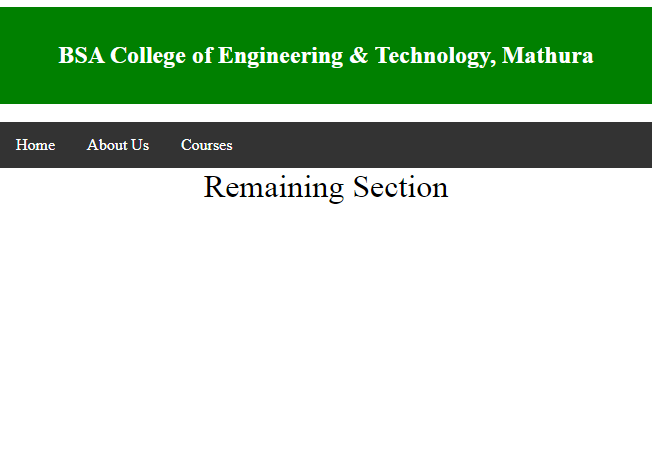 BSA College of Engineering & Technology, Mathura
Home About Us Courses
Remaining Section